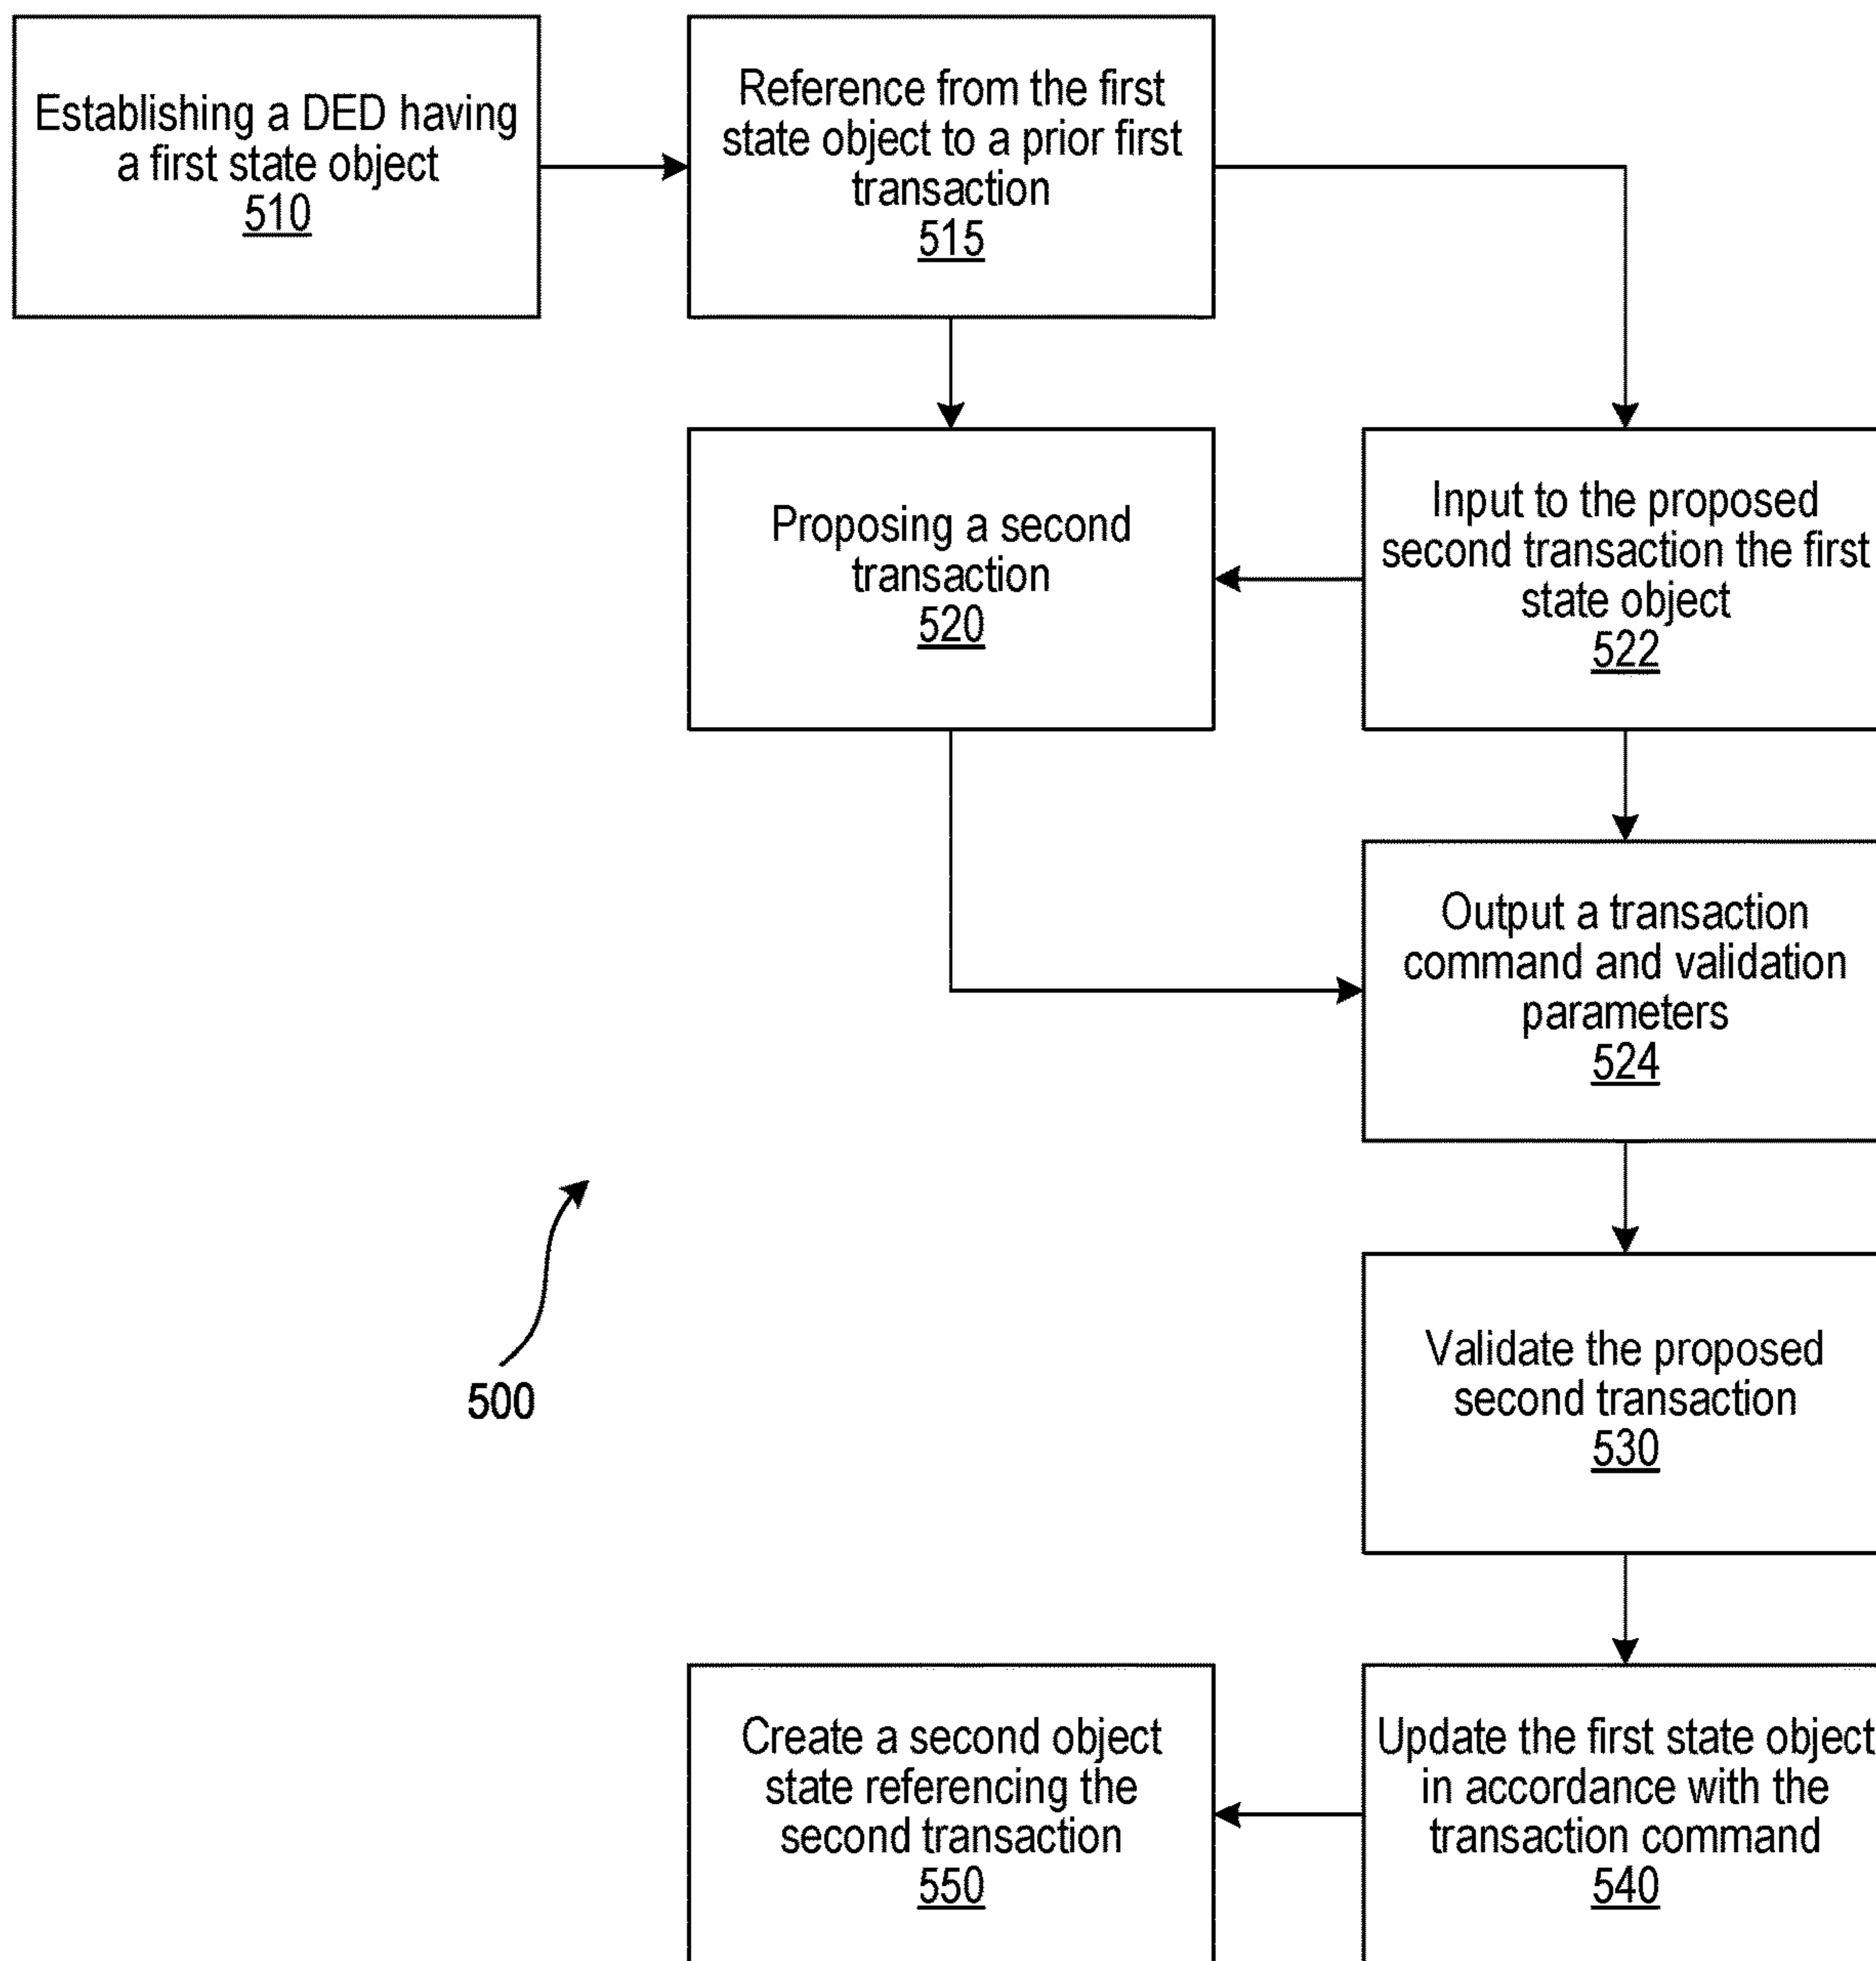 Establishing a DED having
a first state object
510
Reference from the first
state object to a prior first
transaction
515
Proposing a second
transaction
520
Input to the proposed
second transaction the first
state object
522
Output a transaction
command and validation
parameters
524
500
Validate the proposed
second transaction
530
Create a second object
state referencing the
second transaction
550
Update the first state object
in accordance with the
transaction command
540